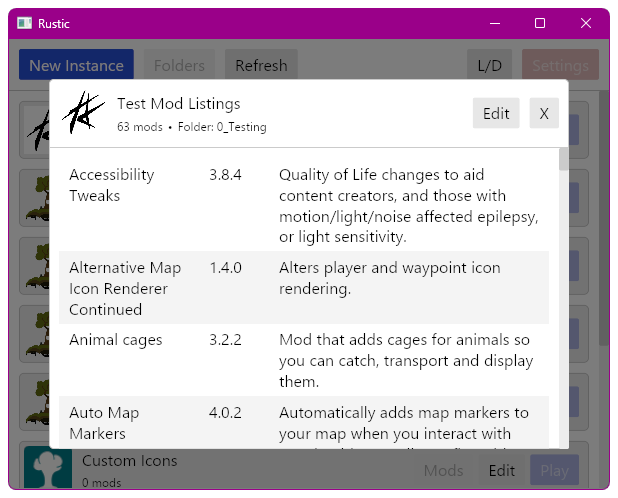 Rustic
New Instance Folders Refresh L/D Settings
Test Mod Listings
63 mods • Folder: 0_Testing
Edit X
Accessibility Tweaks 3.8.4 Quality of Life changes to aid
content creators, and those with
motion/light/noise affected epilepsy,
or light sensitivity.
Alternative Map 1.4.0 Alters player and waypoint icon
Icon Renderer rendering.
Continued
Animal cages 3.2.2 Mod that adds cages for animals so
you can catch, transport and display
them.
Auto Map 4.0.2 Automatically adds map markers to
Markers your map when you interact with
Custom Icons
0 mods
Mods Edit Play